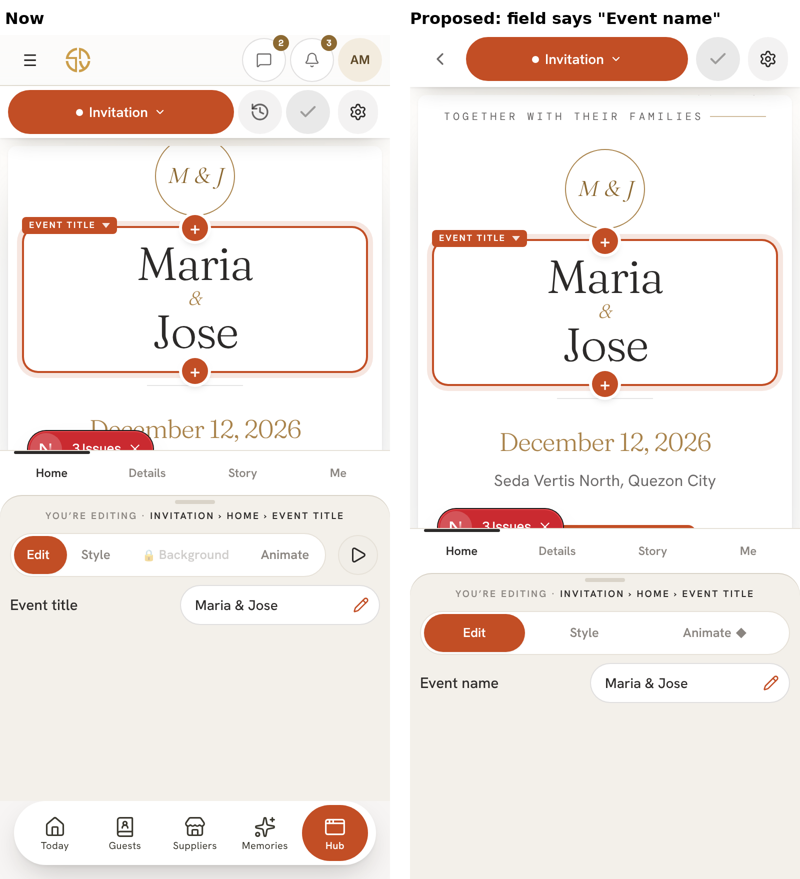 Now
2
3
AM
Invitation
M & J
EVENT TITLE
+
Maria
&
Jose
+
December 12, 2026
N 3 Issues
Home Details Story Me
YOU'RE EDITING · INVITATION › HOME › EVENT TITLE
Edit Style Background Animate
Event title Maria & Jose
Today Guests Suppliers Memories Hub
Proposed: field says "Event name"
Invitation
TOGETHER WITH THEIR FAMILIES
M & J
EVENT TITLE
+
Maria
&
Jose
+
December 12, 2026
Seda Vertis North, Quezon City
N 3 Issues
Home Details Story Me
YOU'RE EDITING · INVITATION › HOME › EVENT TITLE
Edit Style Animate
Event name Maria & Jose